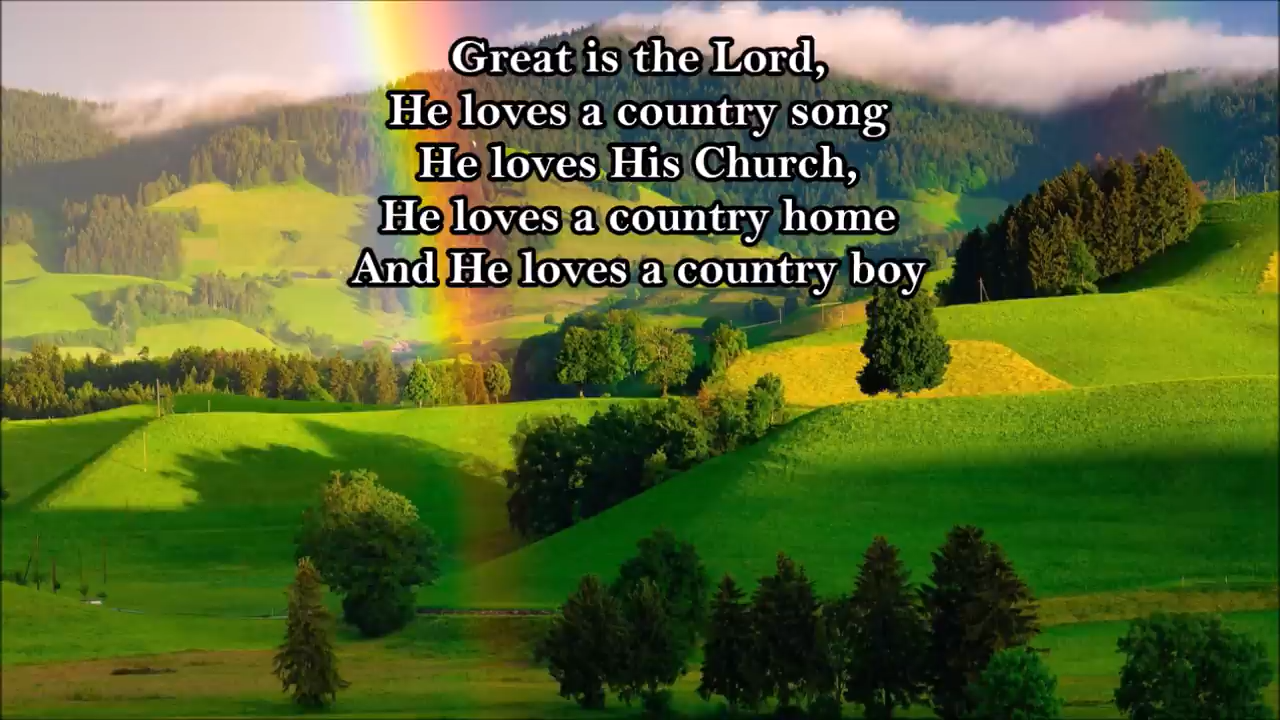 Great is the Lord,
He loves a country song
He loves His Church,
He loves a country home
And He loves a country boy